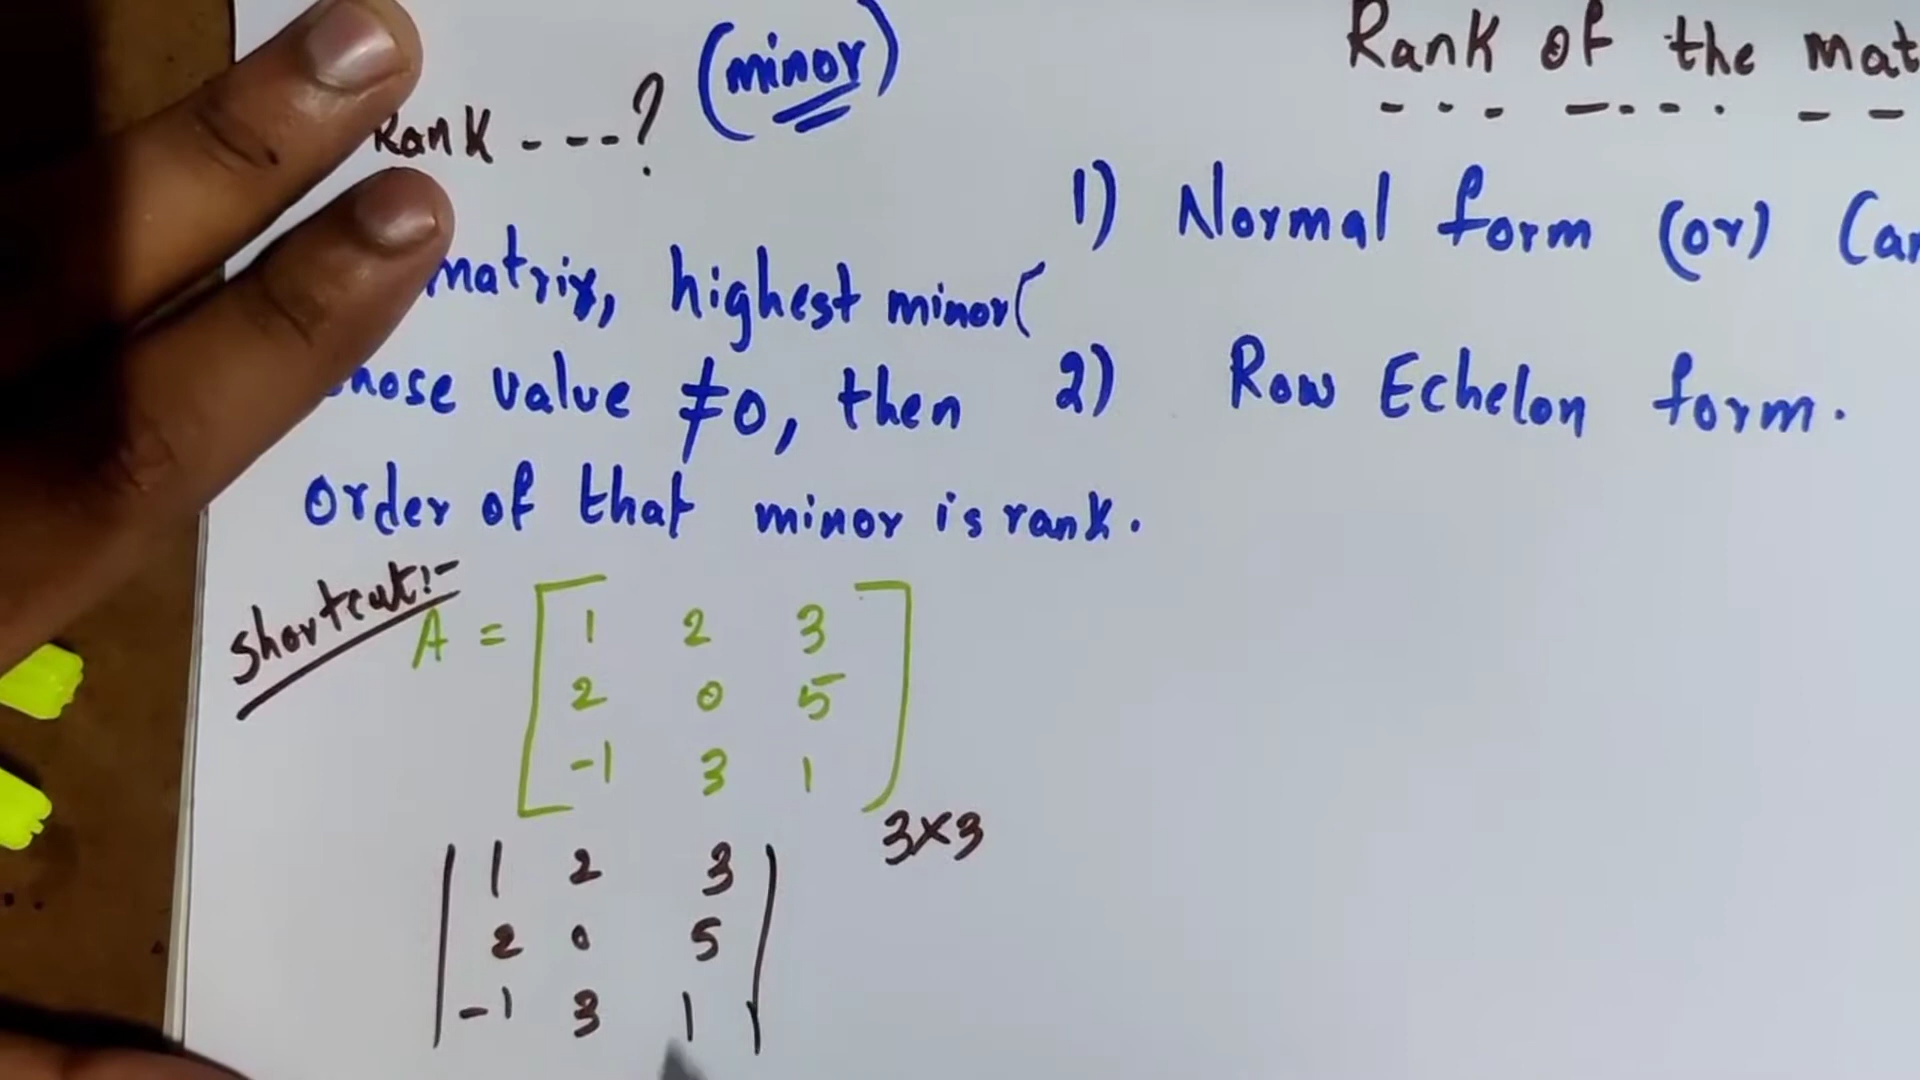 Rank ---? (minor)
matrix, highest minor(
whose value ≠0, then
order of that minor is rank.
Shortcut:-
A = [ 1 2 3
2 0 5
-1 3 1 ] 3×3
| 1 2 3 |
| 2 0 5 |
| -1 3 1 |
Rank of the mat
1) Normal form (or) (an
2) Row Echelon form.